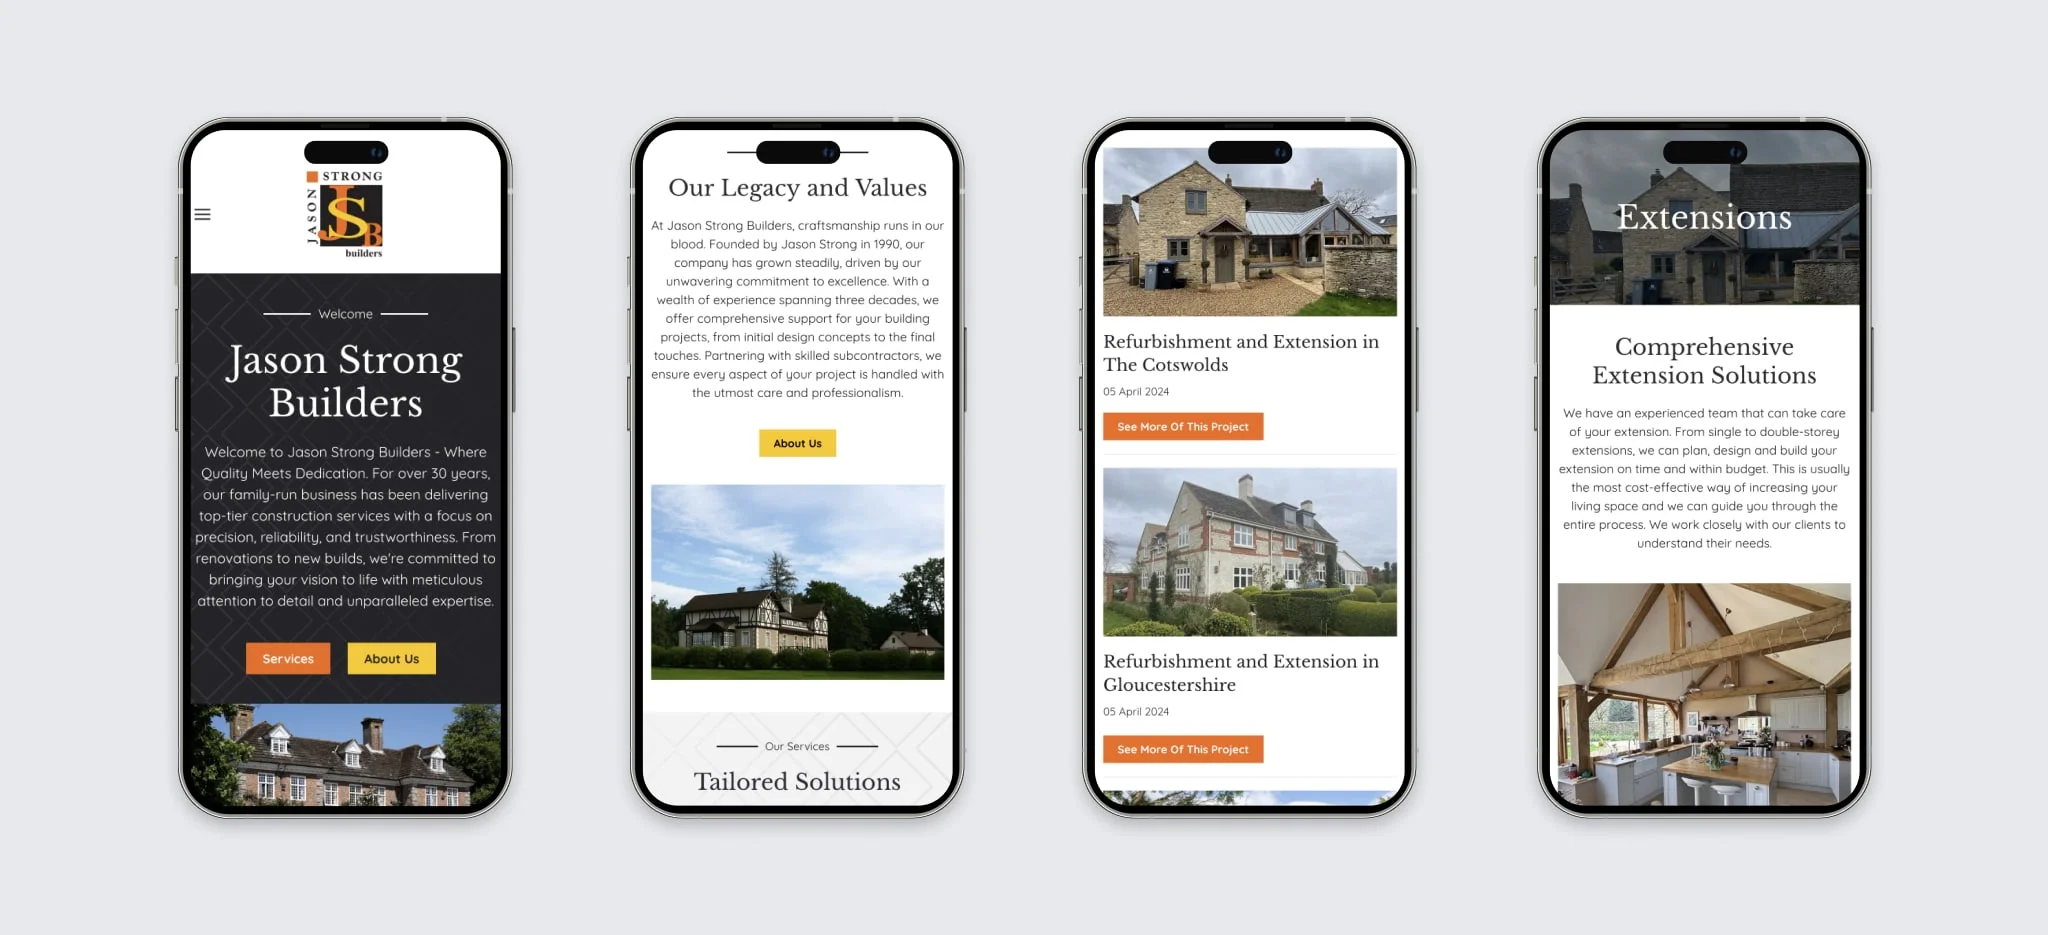 STRONG
JASON
JSB
builders
Welcome
Jason Strong
Builders
Welcome to Jason Strong Builders - Where
Quality Meets Dedication. For over 30 years,
our family-run business has been delivering
top-tier construction services with a focus on
precision, reliability, and trustworthiness. From
renovations to new builds, we're committed to
bringing your vision to life with meticulous
attention to detail and unparalleled expertise.
Services
About Us
Our Legacy and Values
At Jason Strong Builders, craftsmanship runs in our
blood. Founded by Jason Strong in 1990, our
company has grown steadily, driven by our
unwavering commitment to excellence. With a
wealth of experience spanning three decades, we
offer comprehensive support for your building
projects, from initial design concepts to the final
touches. Partnering with skilled subcontractors, we
ensure every aspect of your project is handled with
the utmost care and professionalism.
About Us
Our Services
Tailored Solutions
Refurbishment and Extension in
The Cotswolds
05 April 2024
See More Of This Project
Refurbishment and Extension in
Gloucestershire
05 April 2024
See More Of This Project
Extensions
Comprehensive
Extension Solutions
We have an experienced team that can take care
of your extension. From single to double-storey
extensions, we can plan, design and build your
extension on time and within budget. This is usually
the most cost-effective way of increasing your
living space and we can guide you through the
entire process. We work closely with our clients to
understand their needs.